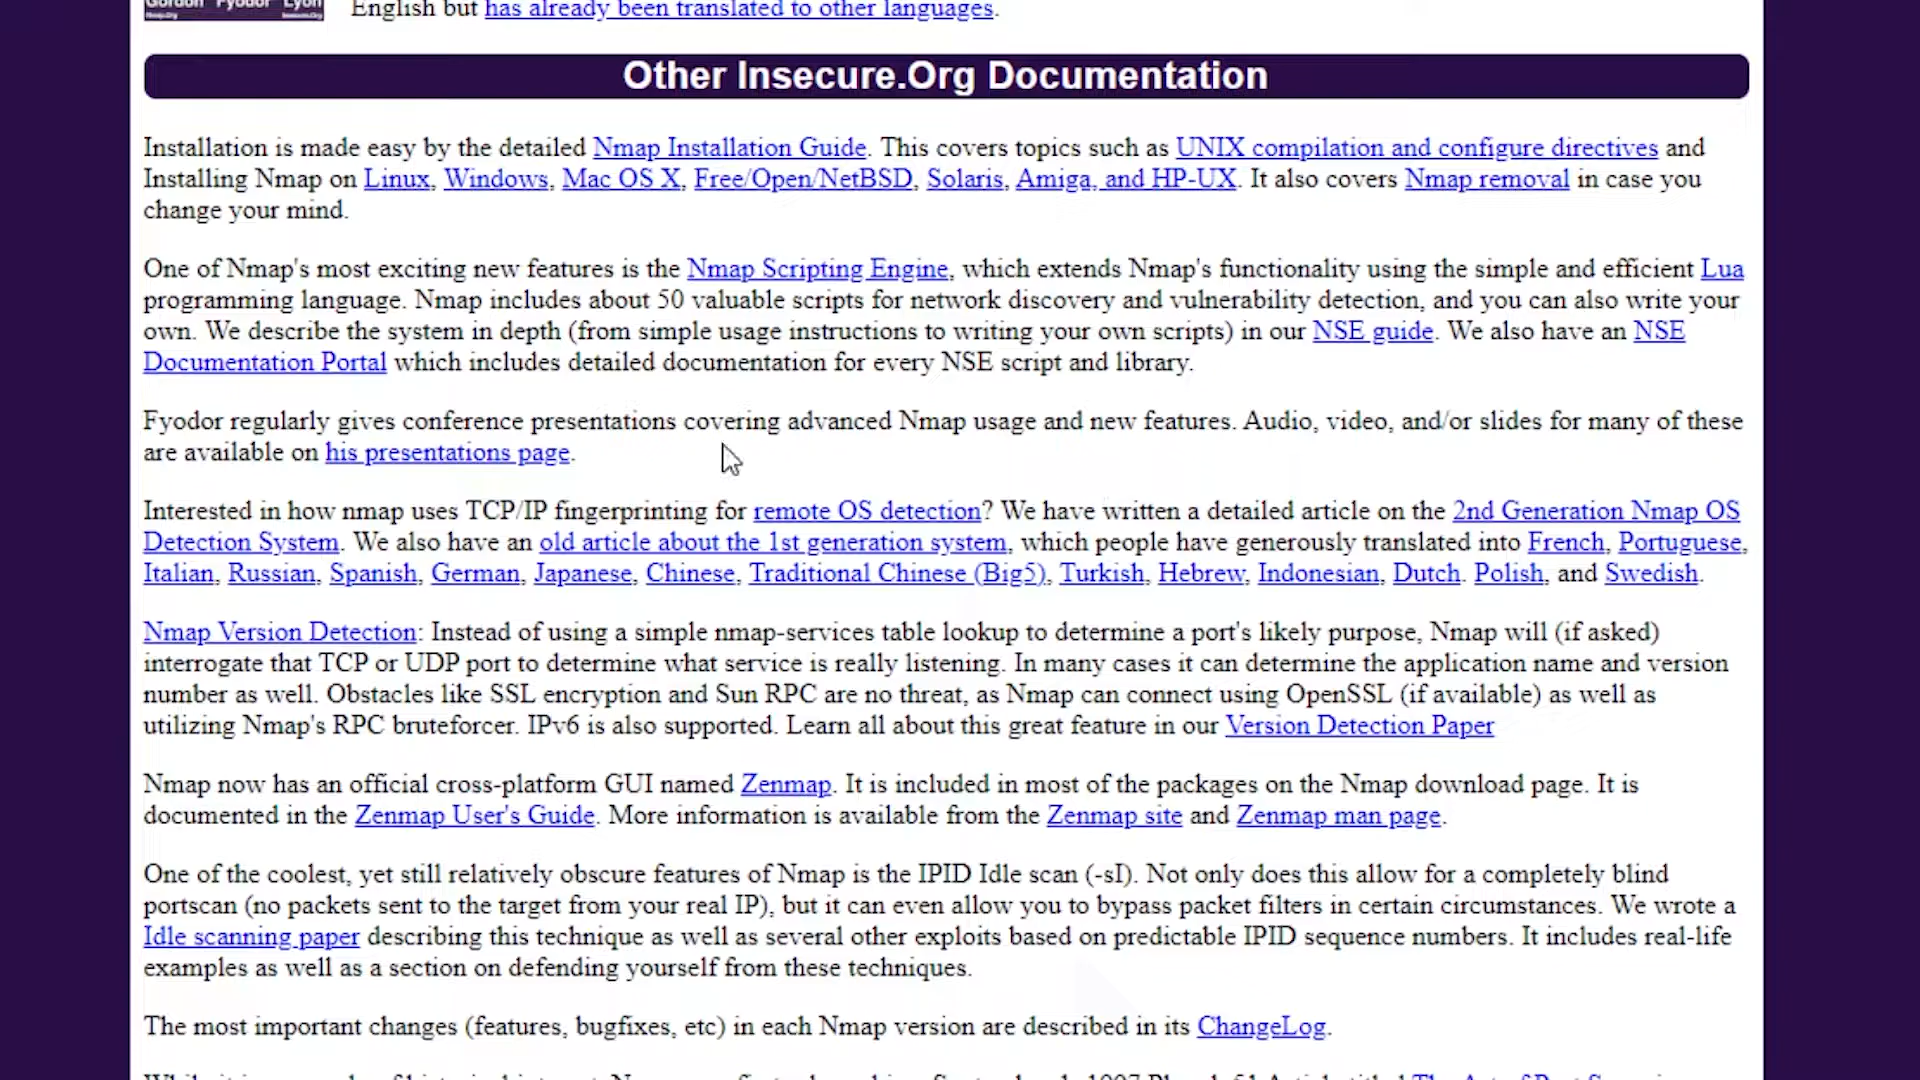 Gordon "Fyodor" Lyon
Nmap.Org Insecure.Org
English but has already been translated to other languages.
Other Insecure.Org Documentation
Installation is made easy by the detailed Nmap Installation Guide. This covers topics such as UNIX compilation and configure directives and
Installing Nmap on Linux, Windows, Mac OS X, Free/Open/NetBSD, Solaris, Amiga, and HP-UX. It also covers Nmap removal in case you
change your mind.
One of Nmap's most exciting new features is the Nmap Scripting Engine, which extends Nmap's functionality using the simple and efficient Lua
programming language. Nmap includes about 50 valuable scripts for network discovery and vulnerability detection, and you can also write your
own. We describe the system in depth (from simple usage instructions to writing your own scripts) in our NSE guide. We also have an NSE
Documentation Portal which includes detailed documentation for every NSE script and library.
Fyodor regularly gives conference presentations covering advanced Nmap usage and new features. Audio, video, and/or slides for many of these
are available on his presentations page.
Interested in how nmap uses TCP/IP fingerprinting for remote OS detection? We have written a detailed article on the 2nd Generation Nmap OS
Detection System. We also have an old article about the 1st generation system, which people have generously translated into French, Portuguese,
Italian, Russian, Spanish, German, Japanese, Chinese, Traditional Chinese (Big5), Turkish, Hebrew, Indonesian, Dutch. Polish, and Swedish.
Nmap Version Detection: Instead of using a simple nmap-services table lookup to determine a port's likely purpose, Nmap will (if asked)
interrogate that TCP or UDP port to determine what service is really listening. In many cases it can determine the application name and version
number as well. Obstacles like SSL encryption and Sun RPC are no threat, as Nmap can connect using OpenSSL (if available) as well as
utilizing Nmap's RPC bruteforcer. IPv6 is also supported. Learn all about this great feature in our Version Detection Paper
Nmap now has an official cross-platform GUI named Zenmap. It is included in most of the packages on the Nmap download page. It is
documented in the Zenmap User's Guide. More information is available from the Zenmap site and Zenmap man page.
One of the coolest, yet still relatively obscure features of Nmap is the IPID Idle scan (-sI). Not only does this allow for a completely blind
portscan (no packets sent to the target from your real IP), but it can even allow you to bypass packet filters in certain circumstances. We wrote a
Idle scanning paper describing this technique as well as several other exploits based on predictable IPID sequence numbers. It includes real-life
examples as well as a section on defending yourself from these techniques.
The most important changes (features, bugfixes, etc) in each Nmap version are described in its ChangeLog.